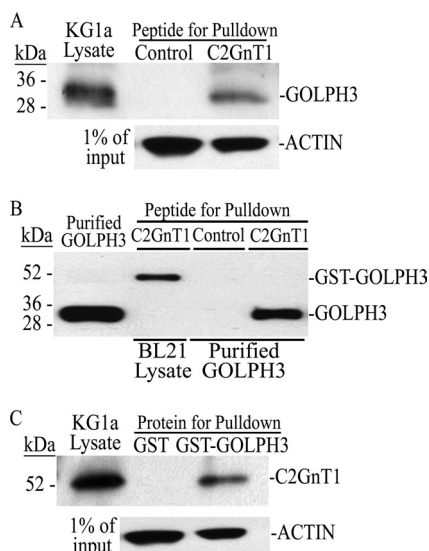 A
KG1a Lysate
Peptide for Pulldown
kDa
Control C2GnT1
36 -
28 -
-GOLPH3
1% of input
-ACTIN
B
Purified GOLPH3
Peptide for Pulldown
kDa
C2GnT1 Control C2GnT1
52 -
36 -
28 -
-GST-GOLPH3
-GOLPH3
BL21 Lysate
Purified GOLPH3
C
KG1a Lysate
Protein for Pulldown
kDa
GST GST-GOLPH3
52 -
-C2GnT1
1% of input
-ACTIN